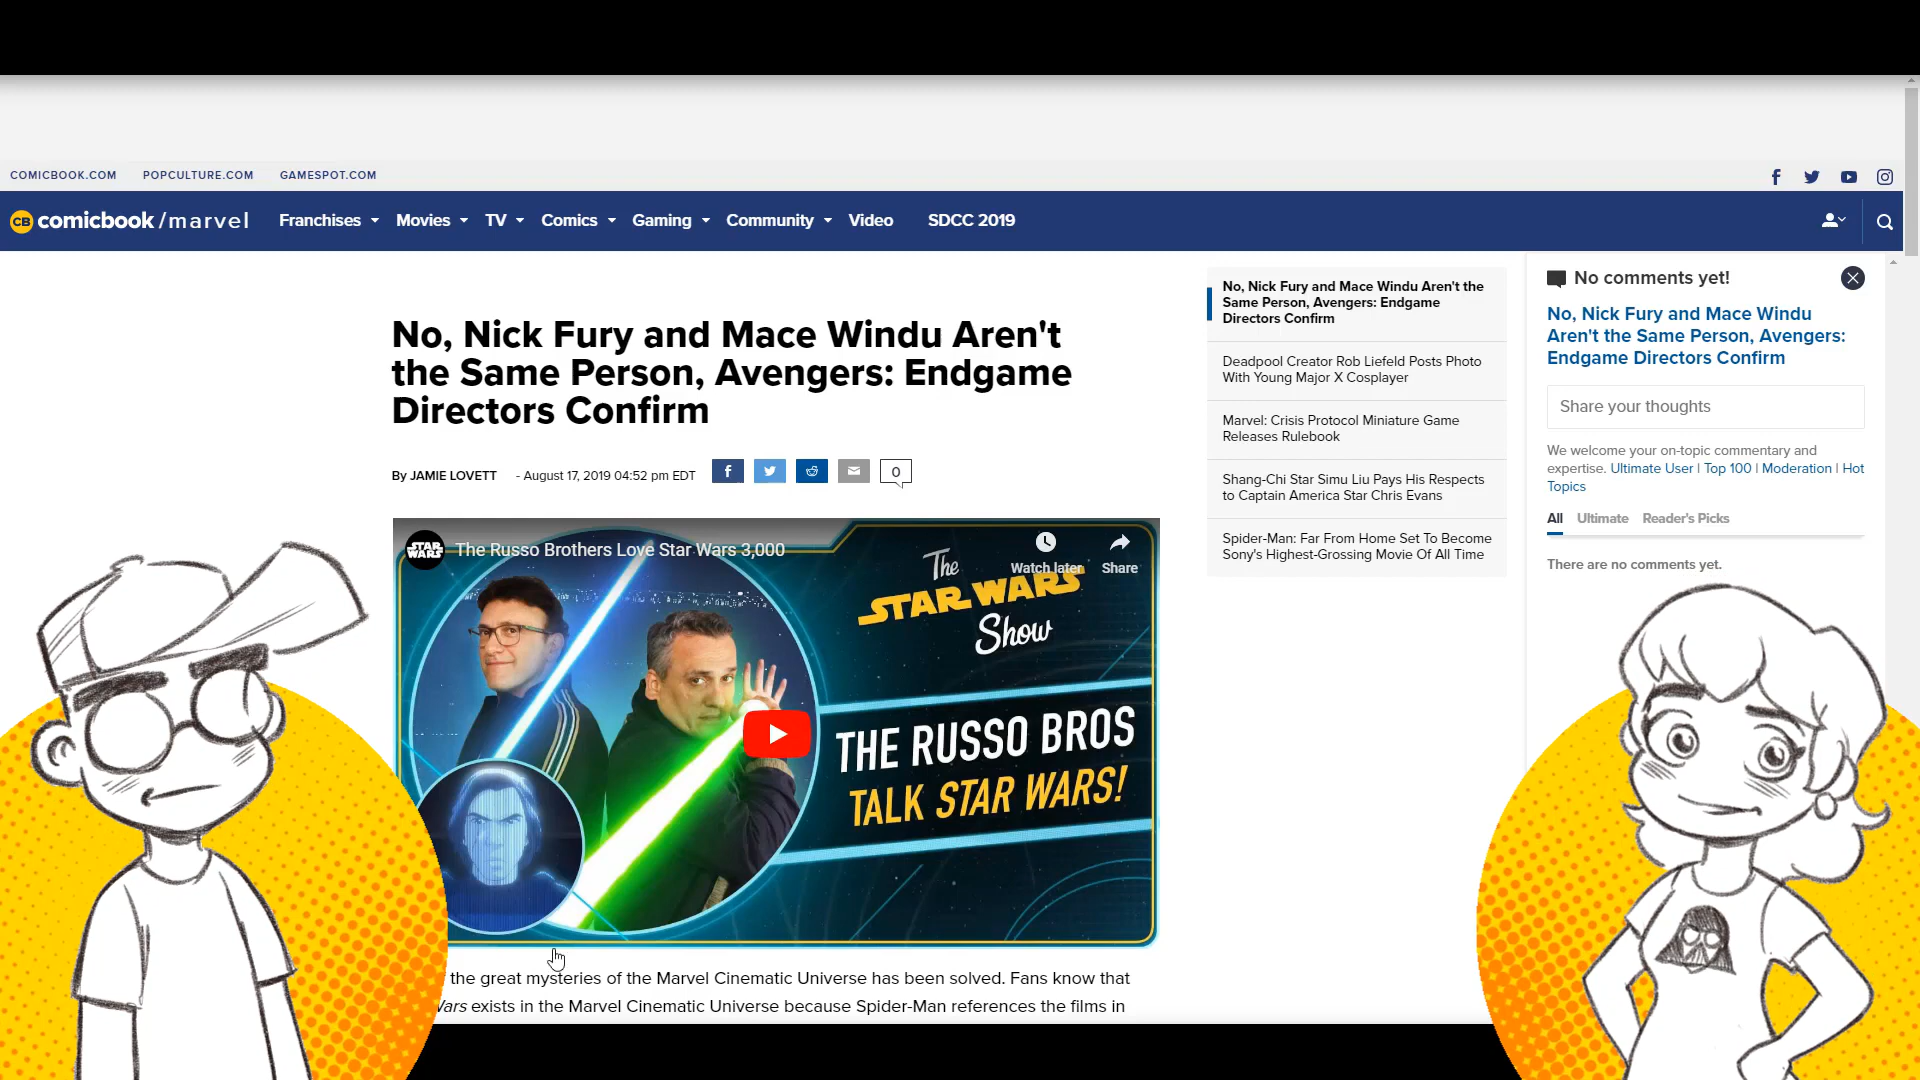 COMICBOOK.COM POPCULTURE.COM GAMESPOT.COM
CB comicbook/marvel Franchises Movies TV Comics Gaming Community Video SDCC 2019
No, Nick Fury and Mace Windu Aren't
the Same Person, Avengers: Endgame
Directors Confirm
By JAMIE LOVETT - August 17, 2019 04:52 pm EDT 0
STAR WARS The Russo Brothers Love Star Wars 3,000
Watch later Share
The
STAR WARS
Show
THE RUSSO BROS
TALK STAR WARS!
the great mysteries of the Marvel Cinematic Universe has been solved. Fans know that
Wars exists in the Marvel Cinematic Universe because Spider-Man references the films in
No, Nick Fury and Mace Windu Aren't the
Same Person, Avengers: Endgame
Directors Confirm
Deadpool Creator Rob Liefeld Posts Photo
With Young Major X Cosplayer
Marvel: Crisis Protocol Miniature Game
Releases Rulebook
Shang-Chi Star Simu Liu Pays His Respects
to Captain America Star Chris Evans
Spider-Man: Far From Home Set To Become
Sony's Highest-Grossing Movie Of All Time
No comments yet!
No, Nick Fury and Mace Windu
Aren't the Same Person, Avengers:
Endgame Directors Confirm
Share your thoughts
We welcome your on-topic commentary and
expertise. Ultimate User | Top 100 | Moderation | Hot
Topics
All Ultimate Reader's Picks
There are no comments yet.